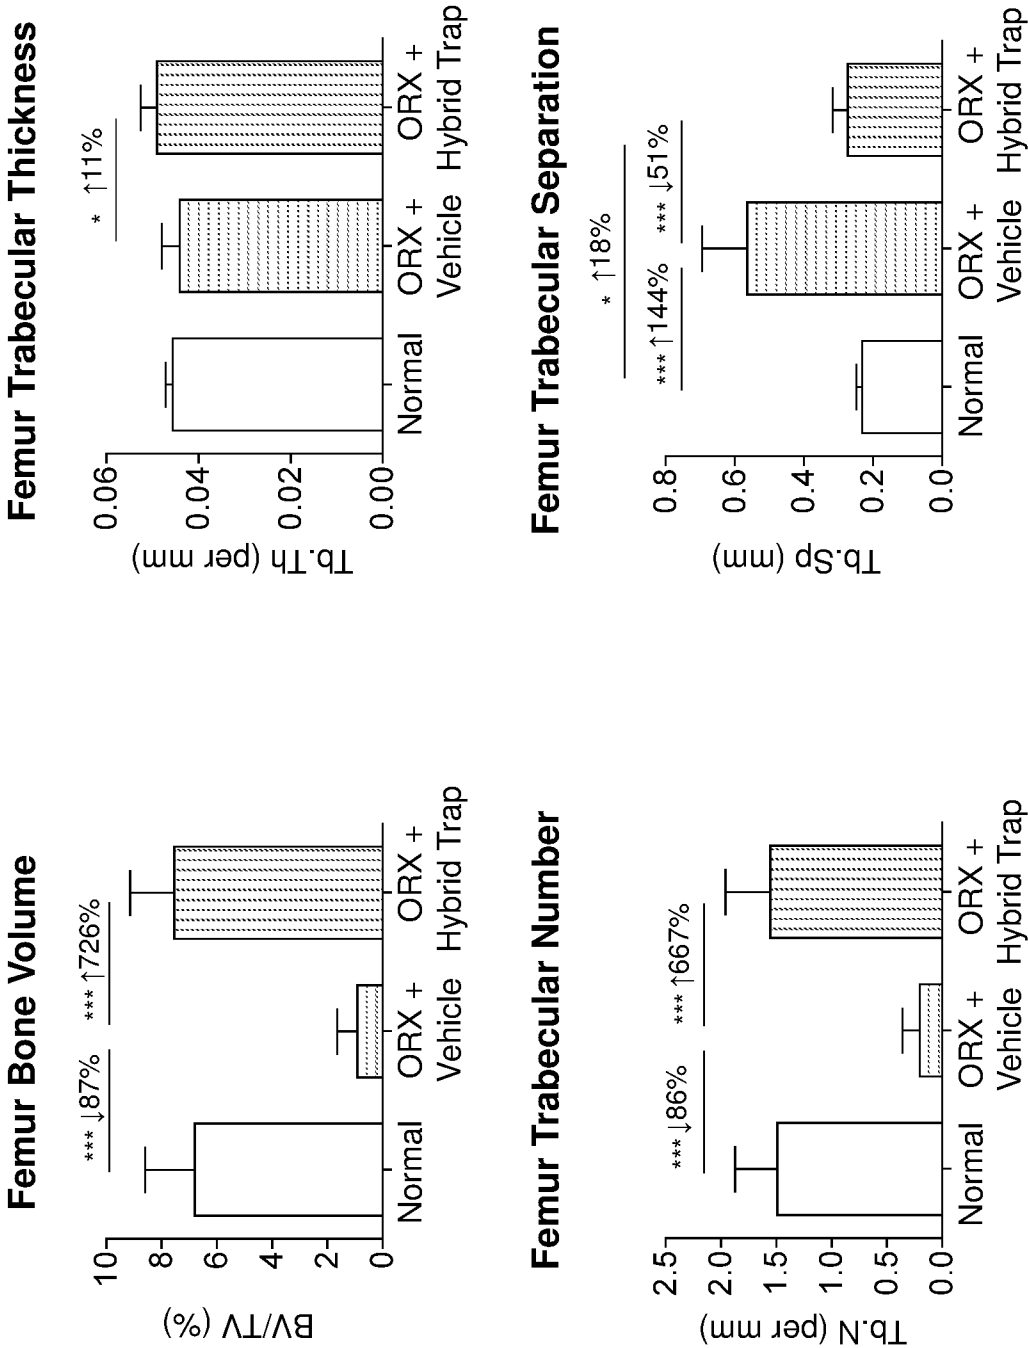 Femur Bone Volume
*** ↓87%
*** ↑726%
BV/TV (%)
10
8
6
4
2
0
Normal
ORX +
Vehicle
ORX +
Hybrid Trap
Femur Trabecular Thickness
* ↑11%
Tb.Th (per mm)
0.06
0.04
0.02
0.00
Normal
ORX +
Vehicle
ORX +
Hybrid Trap
Femur Trabecular Number
*** ↓86%
*** ↑667%
Tb.N (per mm)
2.5
2.0
1.5
1.0
0.5
0.0
Normal
ORX +
Vehicle
ORX +
Hybrid Trap
Femur Trabecular Separation
* ↑18%
*** ↑144%
*** ↓51%
Tb.Sp (mm)
0.8
0.6
0.4
0.2
0.0
Normal
ORX +
Vehicle
ORX +
Hybrid Trap